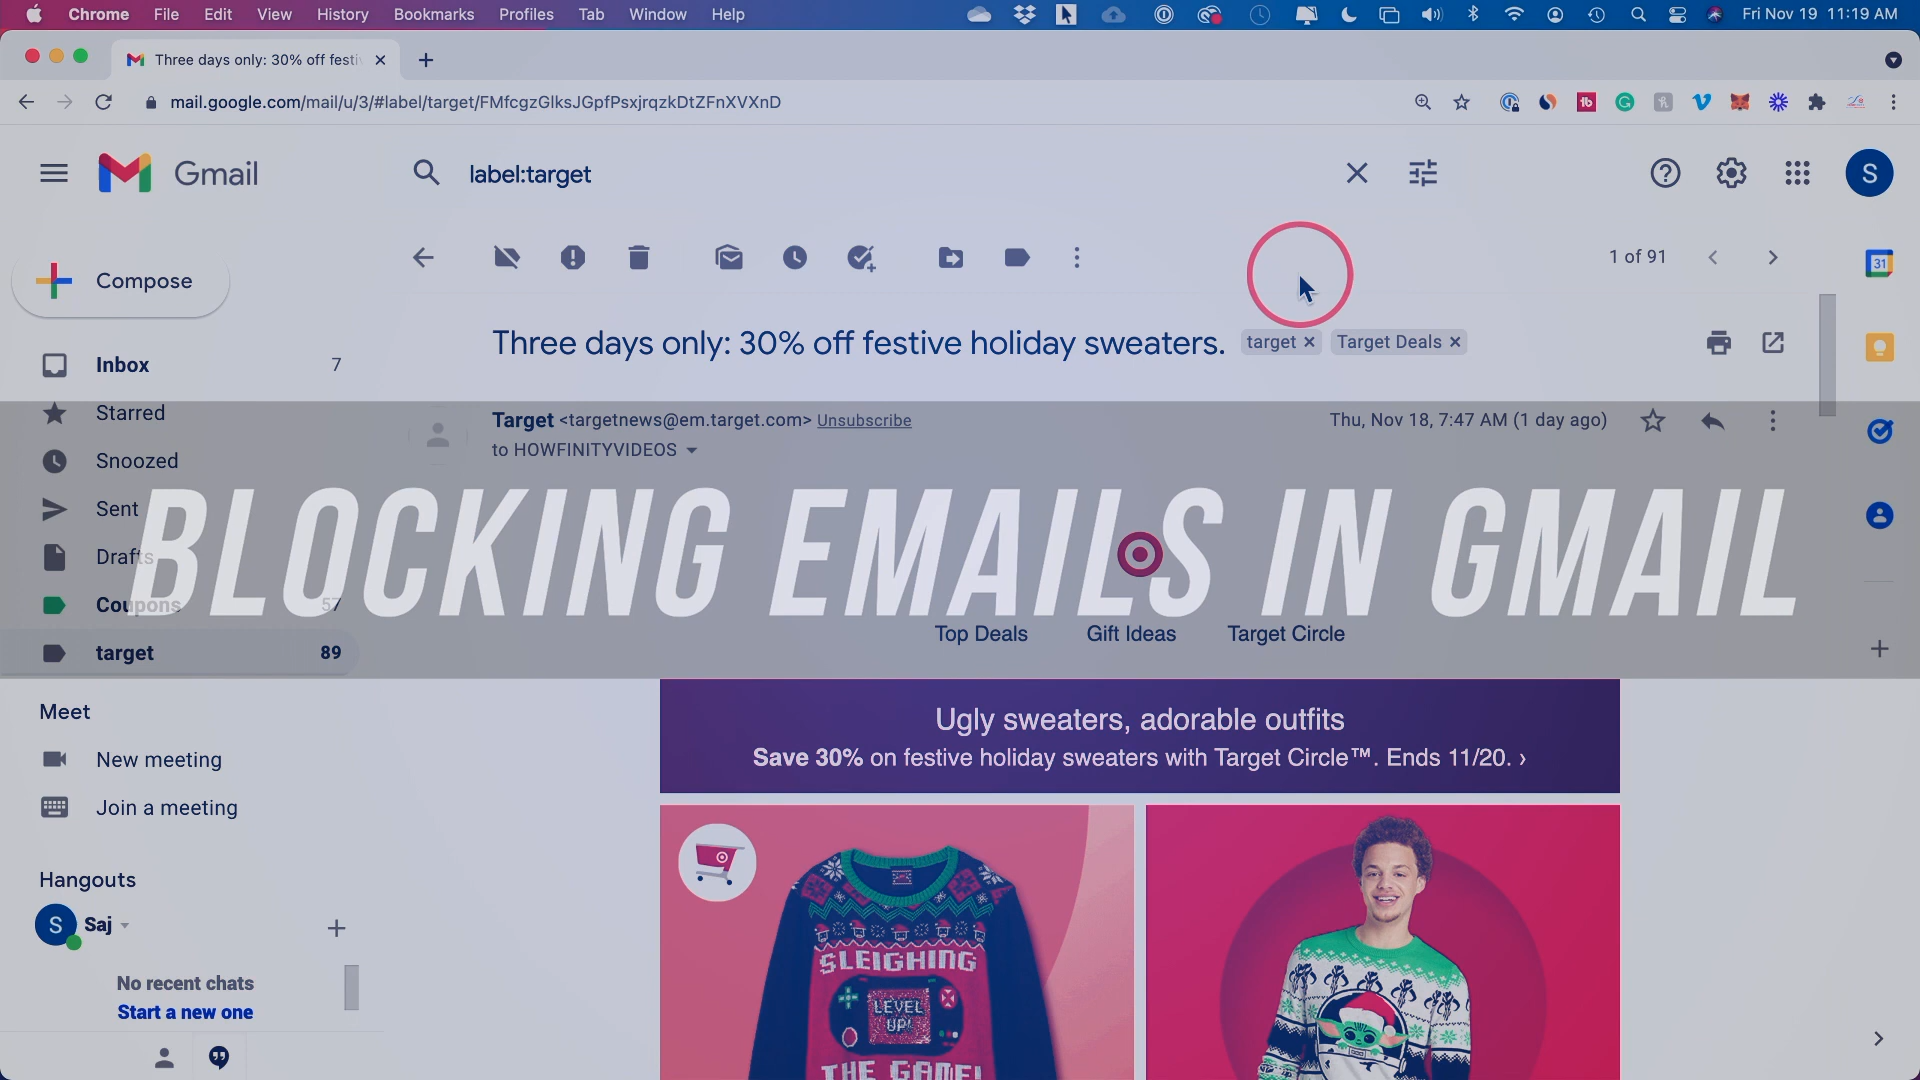 Chrome File Edit View History Bookmarks Profiles Tab Window Help Fri Nov 19 11:19 AM
Three days only: 30% off festi
mail.google.com/mail/u/3/#label/target/FMfcgzGlksJGpfPsxjrqzkDtZFnXVXnD
Gmail label:target S
Compose
1 of 91
31
Three days only: 30% off festive holiday sweaters. target Target Deals
Inbox 7
Starred
Snoozed
Sent
Drafts
Coupons 57
target 89
Target <targetnews@em.target.com> Unsubscribe Thu, Nov 18, 7:47 AM (1 day ago)
to HOWFINITYVIDEOS
BLOCKING EMAILS IN GMAIL
Top Deals Gift Ideas Target Circle
Meet
New meeting
Join a meeting
Hangouts
S Saj
No recent chats
Start a new one
Ugly sweaters, adorable outfits
Save 30% on festive holiday sweaters with Target Circle™. Ends 11/20. ›
SLEIGHING
LEVEL
UP!
THE GAME!